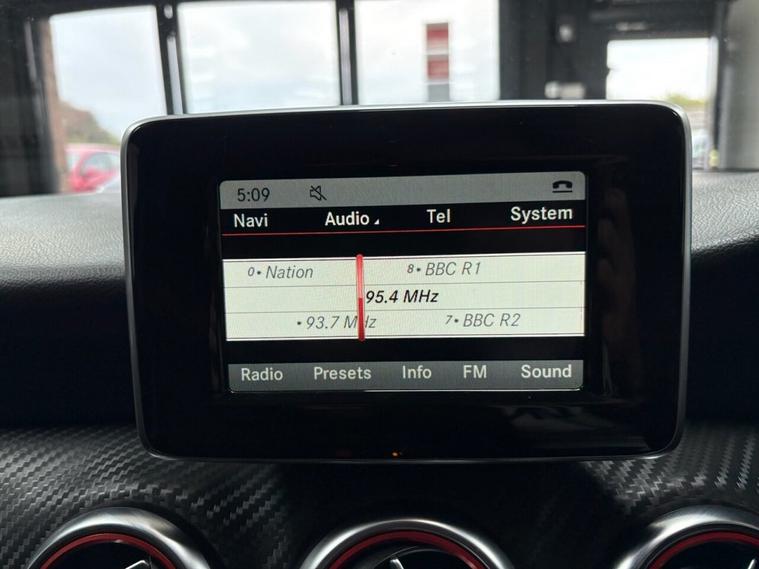 5:09
Navi Audio Tel System
0• Nation 8• BBC R1
95.4 MHz
• 93.7 MHz 7• BBC R2
Radio Presets Info FM Sound